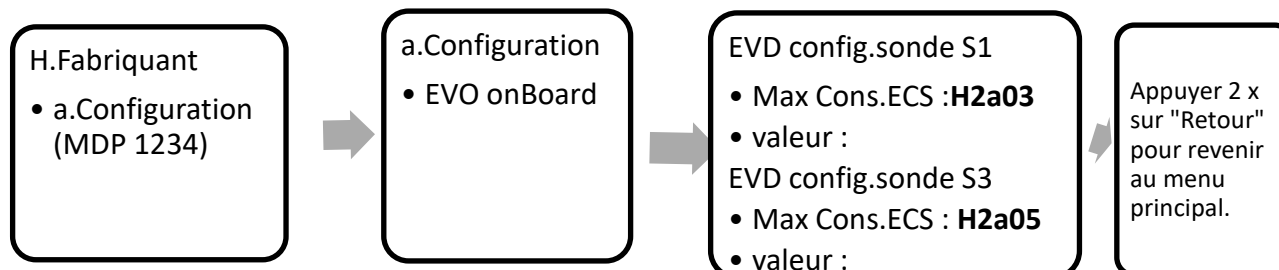 H.Fabriquant
• a.Configuration
(MDP 1234)
a.Configuration
• EVO onBoard
EVD config.sonde S1
• Max Cons.ECS :H2a03
• valeur :
EVD config.sonde S3
• Max Cons.ECS : H2a05
• valeur :
Appuyer 2 x
sur "Retour"
pour revenir
au menu
principal.